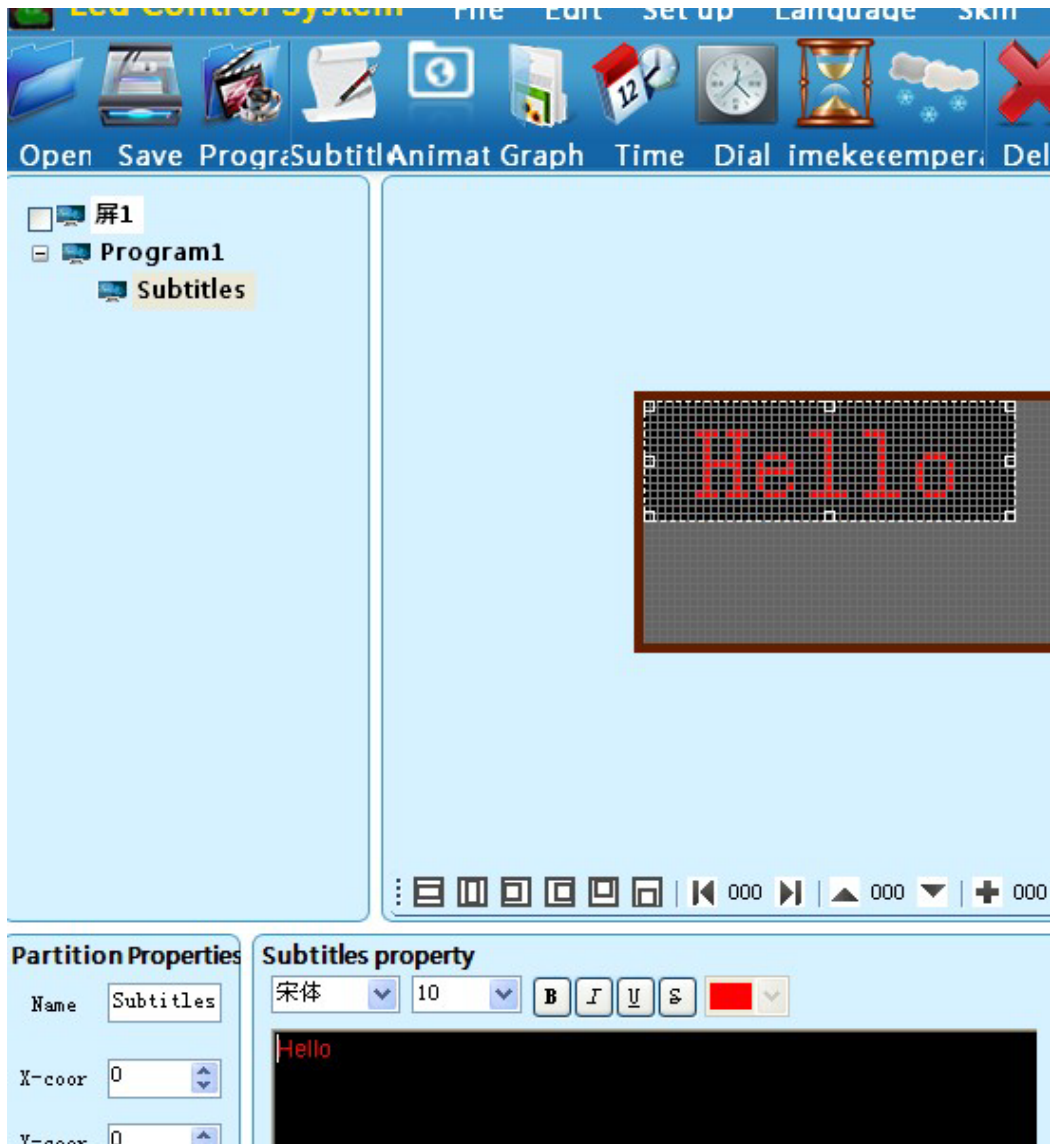 Led Control System File Edit Set up Language Skin
Open Save Progra Subtitle Animat Graph Time Dial imekee empera Del
屏1
Program1
Subtitles
Hello
000 000 000
Partition Properties
Subtitles property
宋体 10 B I U S
Name Subtitles
Hello
X-coor 0
Y-coor 0